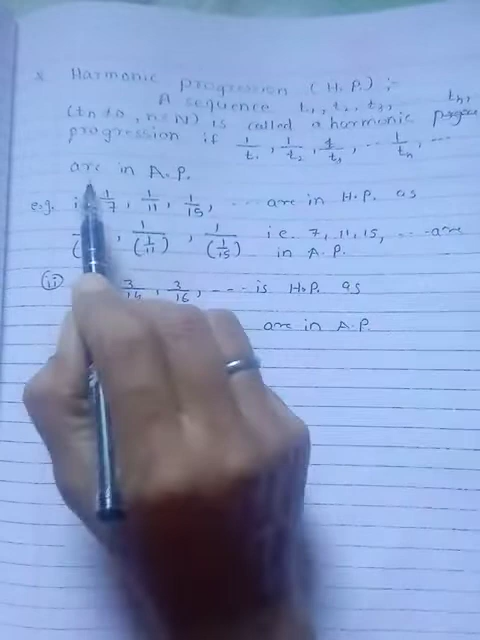 * Harmonic progression (H.P.) :-
A sequence t₁, t₂, t₃, tn,
(tn ≠ 0, n ∈ N) is called a harmonic
progression if 1/t₁, 1/t₂, 1/t₃, ... 1/tn, ...
are in A.P.
e.g. i 1/7, 1/11, 1/15, ... are in H.P. as
, 1/(1/11), 1/(1/15) i.e. 7, 11, 15, ... are
in A.P.
(ii) 3/14, 3/16, ... is H.P. as
are in A.P.